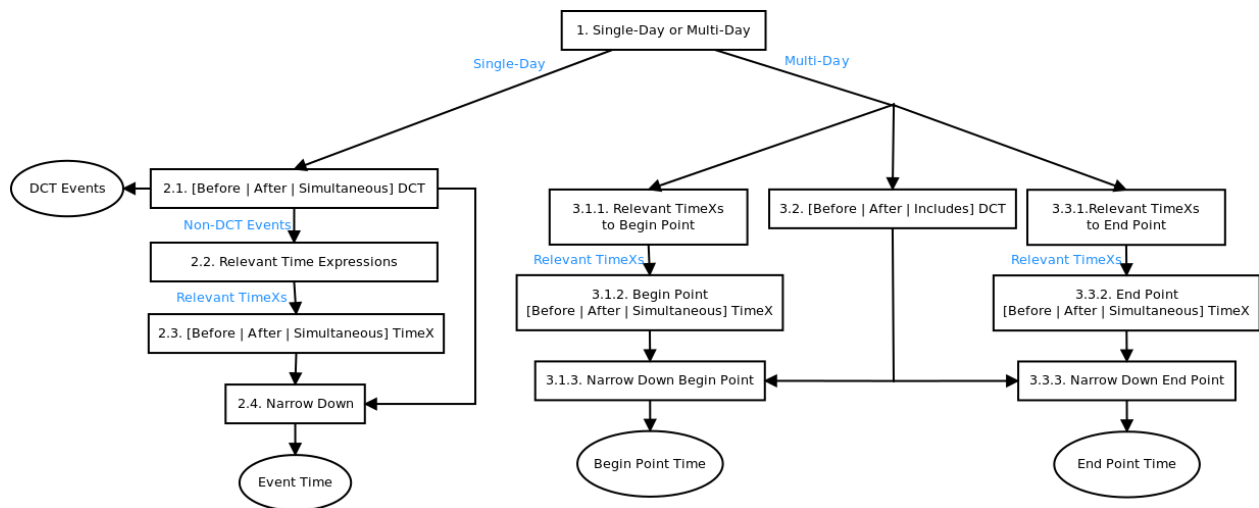 1. Single-Day or Multi-Day
Single-Day
Multi-Day
DCT Events
2.1. [Before | After | Simultaneous] DCT
Non-DCT Events
2.2. Relevant Time Expressions
Relevant TimeXs
2.3. [Before | After | Simultaneous] TimeX
2.4. Narrow Down
Event Time
3.1.1. Relevant TimeXs
to Begin Point
Relevant TimeXs
3.1.2. Begin Point
[Before | After | Simultaneous] TimeX
3.1.3. Narrow Down Begin Point
Begin Point Time
3.2. [Before | After | Includes] DCT
3.3.1.Relevant TimeXs
to End Point
Relevant TimeXs
3.3.2. End Point
[Before | After | Simultaneous] TimeX
3.3.3. Narrow Down End Point
End Point Time